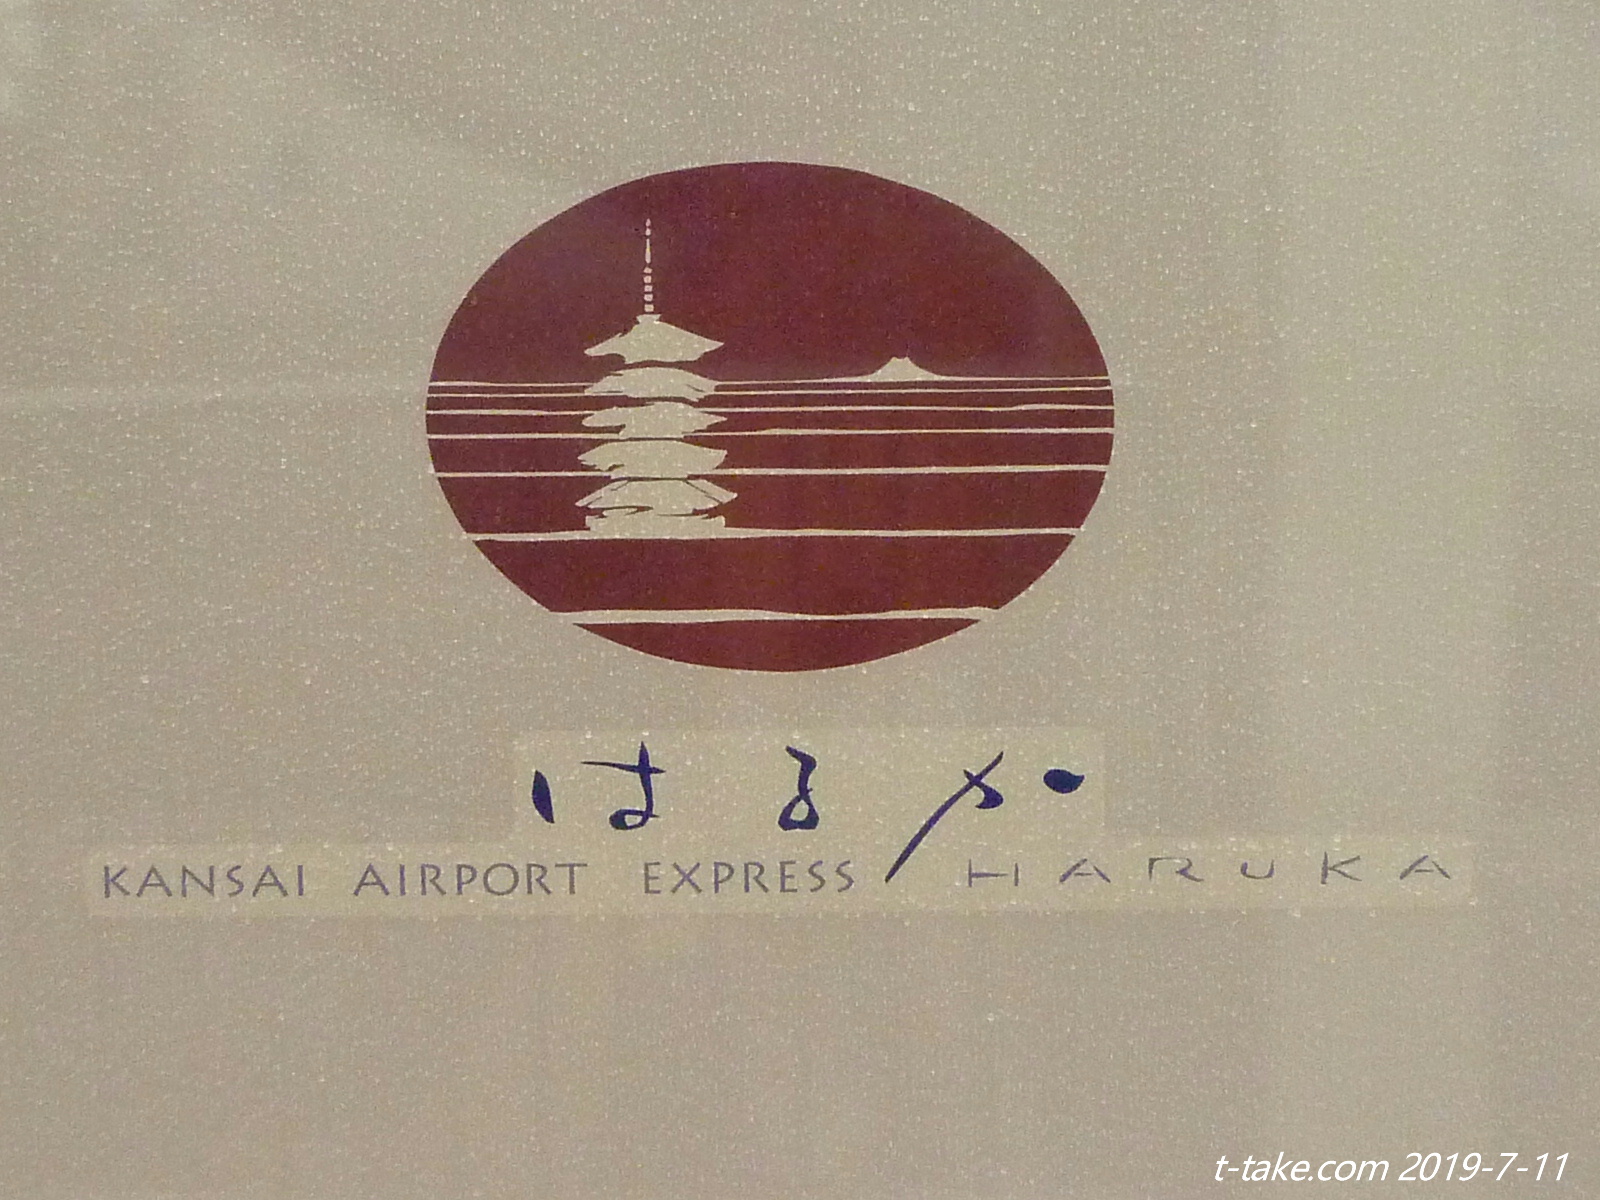 はるか
KANSAI AIRPORT EXPRESS HARUKA
t-take.com 2019-7-11